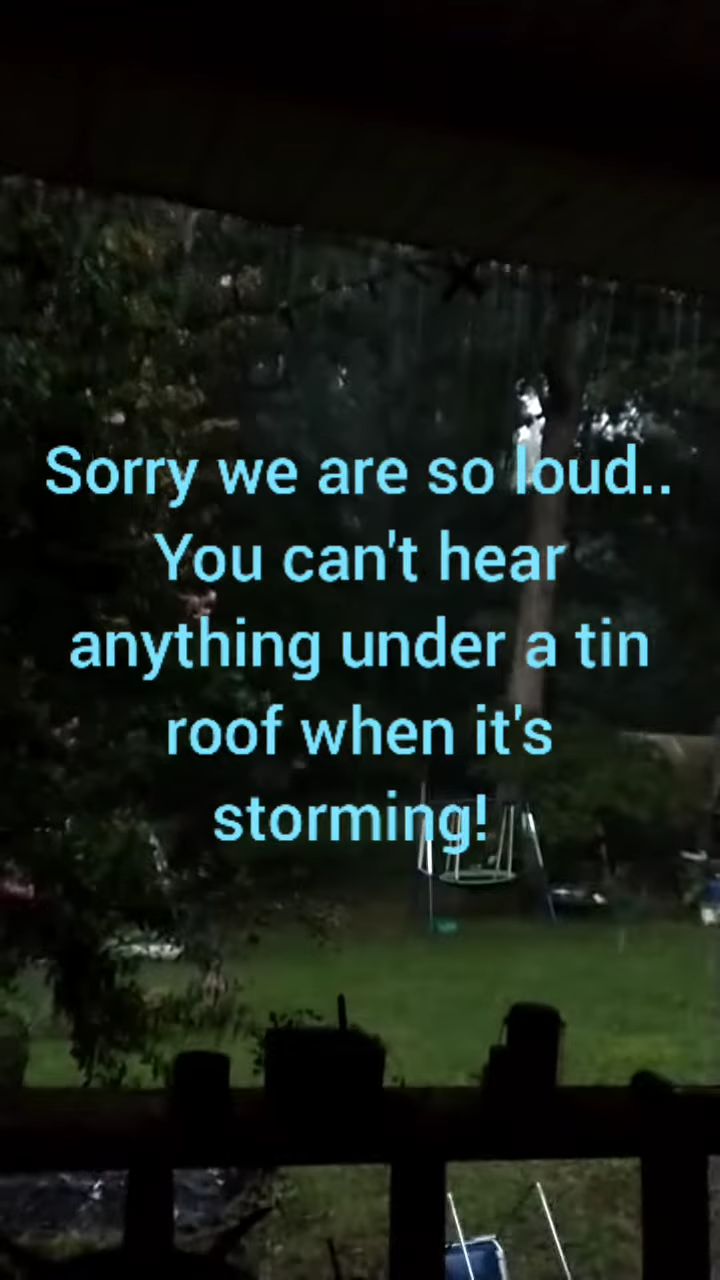 Sorry we are so loud..
You can't hear
anything under a tin
roof when it's
storming!